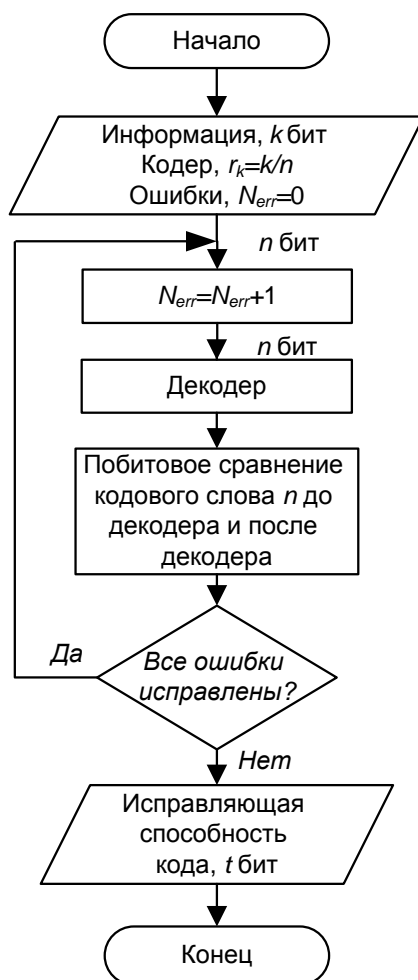 Начало
Информация, k бит
Кодер, rk=k/n
Ошибки, Nerr=0
n бит
Nerr=Nerr+1
n бит
Декодер
Побитовое сравнение
кодового слова n до
декодера и после
декодера
Да
Все ошибки
исправлены?
Нет
Исправляющая
способность
кода, t бит
Конец